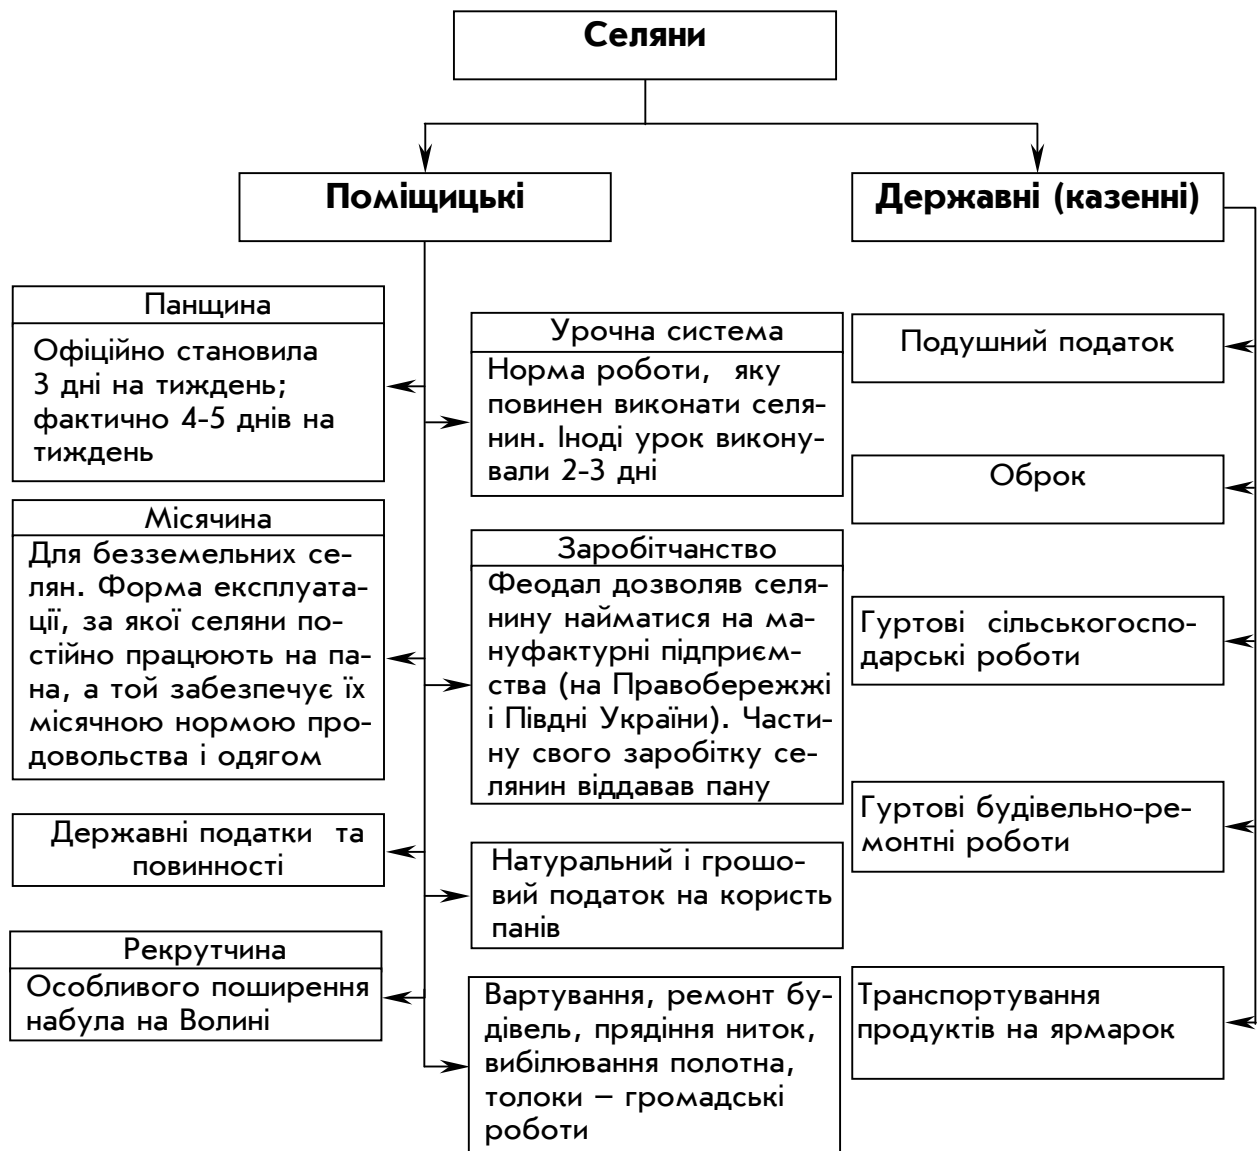 Селяни
Поміщицькі
Державні (казенні)
Панщина
Офіційно становила
3 дні на тиждень;
фактично 4-5 днів на
тиждень
Місячина
Для безземельних се-
лян. Форма експлуата-
ції, за якої селяни по-
стійно працюють на па-
на, а той забезпечує їх
місячною нормою про-
довольства і одягом
Державні податки та
повинності
Рекрутчина
Особливого поширення
набула на Волині
Урочна система
Норма роботи, яку
повинен виконати селя-
нин. Іноді урок викону-
вали 2-3 дні
Заробітчанство
Феодал дозволяв селя-
нину найматися на ма-
нуфактурні підприєм-
ства (на Правобережжі
і Півдні України). Части-
ну свого заробітку се-
лянин віддавав пану
Натуральний і грошо-
вий податок на користь
панів
Вартування, ремонт бу-
дівель, прядіння ниток,
вибілювання полотна,
толоки – громадські
роботи
Подушний податок
Оброк
Гуртові сільськогоспо-
дарські роботи
Гуртові будівельно-ре-
монтні роботи
Транспортування
продуктів на ярмарок